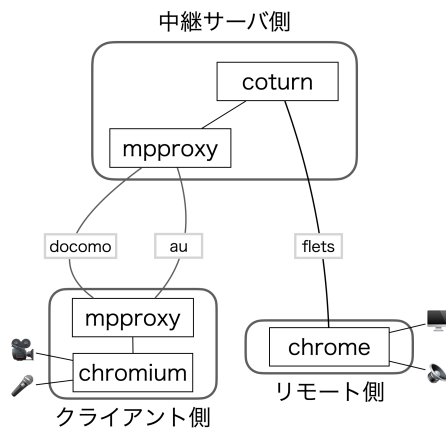 中継サーバ側
coturn
mpproxy
docomo
au
flets
mpproxy
chromium
chrome
クライアント側
リモート側